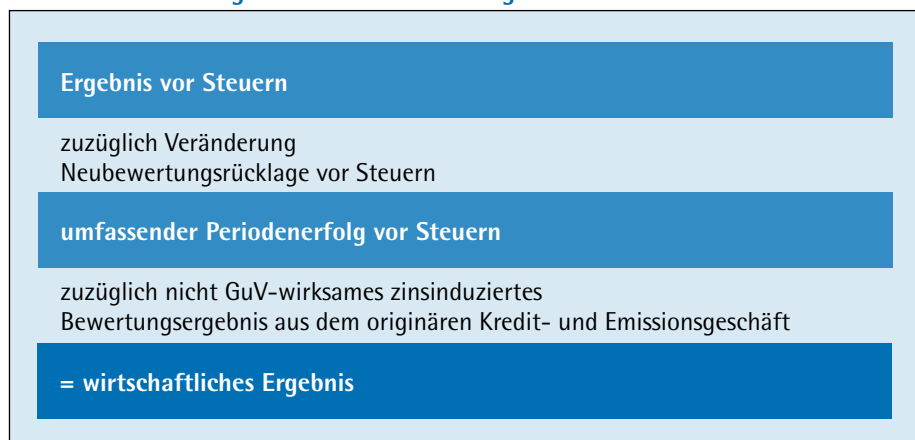 Ergebnis vor Steuern
zuzüglich Veränderung
Neubewertungsrücklage vor Steuern
umfassender Periodenerfolg vor Steuern
zuzüglich nicht GuV-wirksames zinsinduziertes
Bewertungsergebnis aus dem originären Kredit- und Emissionsgeschäft
= wirtschaftliches Ergebnis